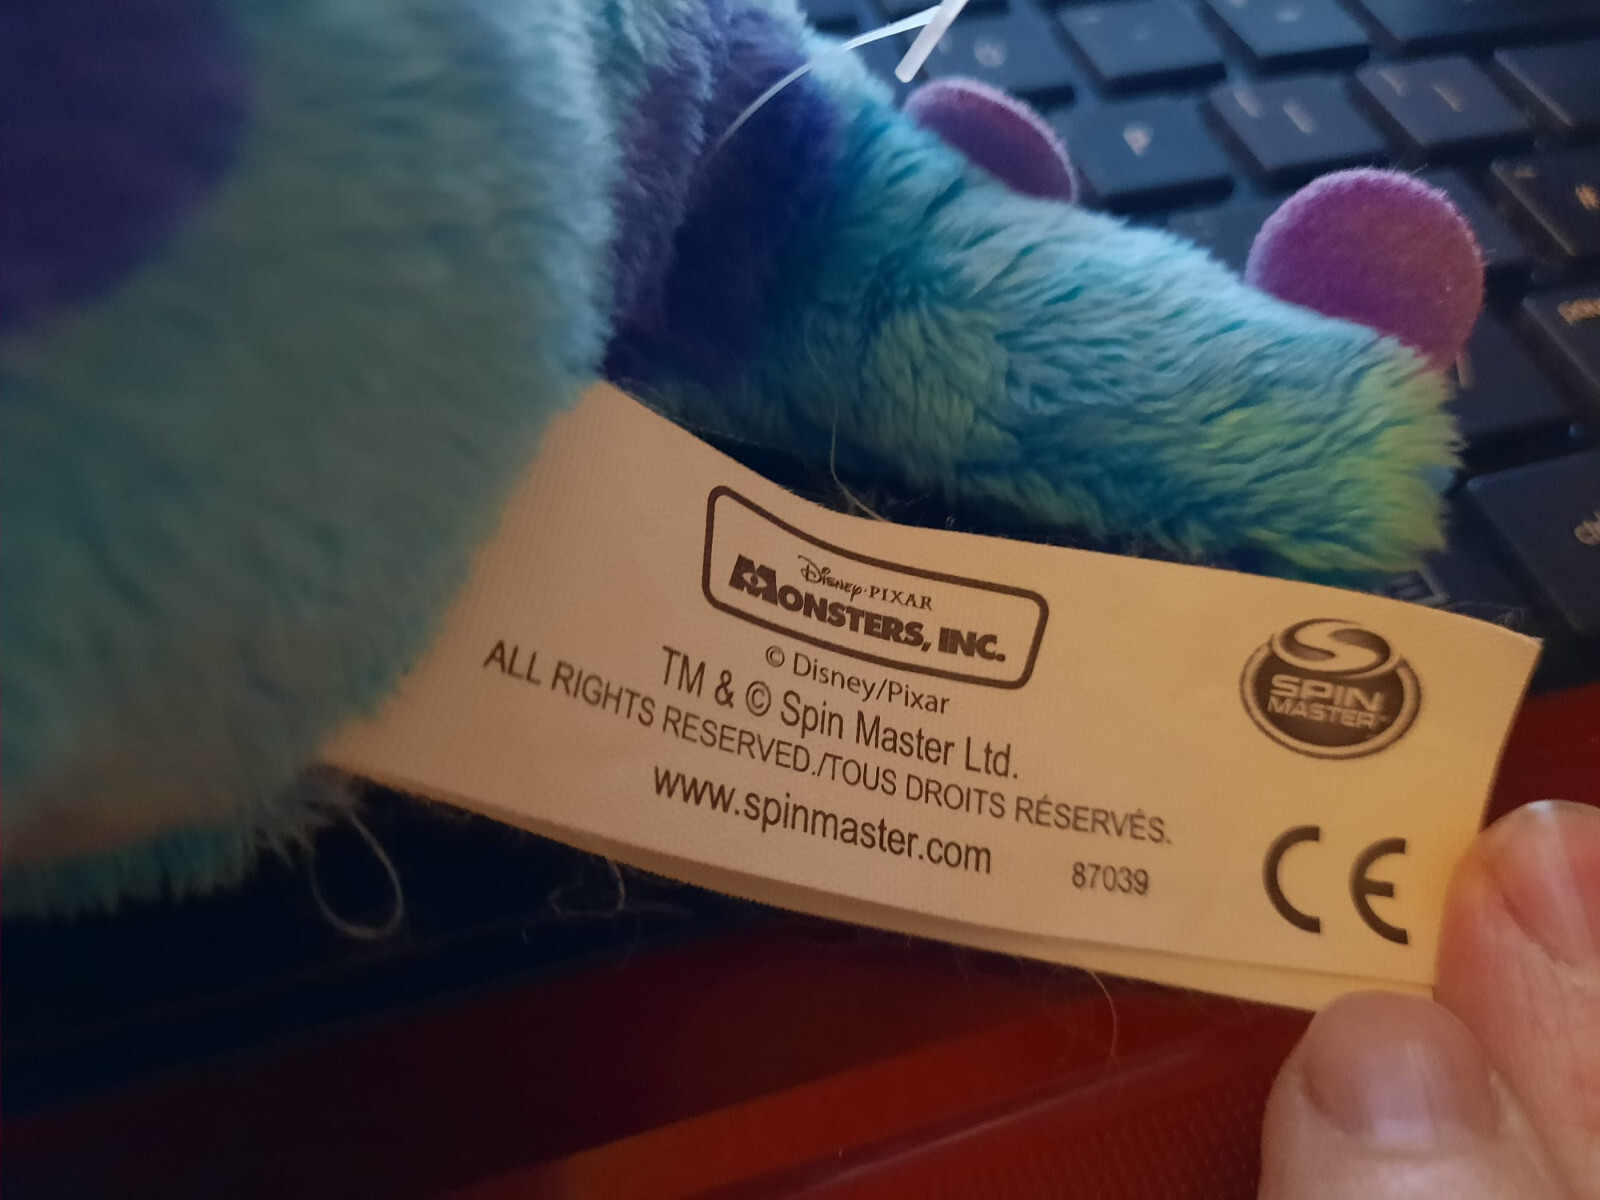 Disney·PIXAR
MONSTERS, INC.
© Disney/Pixar
TM & © Spin Master Ltd.
ALL RIGHTS RESERVED./TOUS DROITS RÉSERVÉS.
www.spinmaster.com
87039
SPIN
MASTER™
CE
P